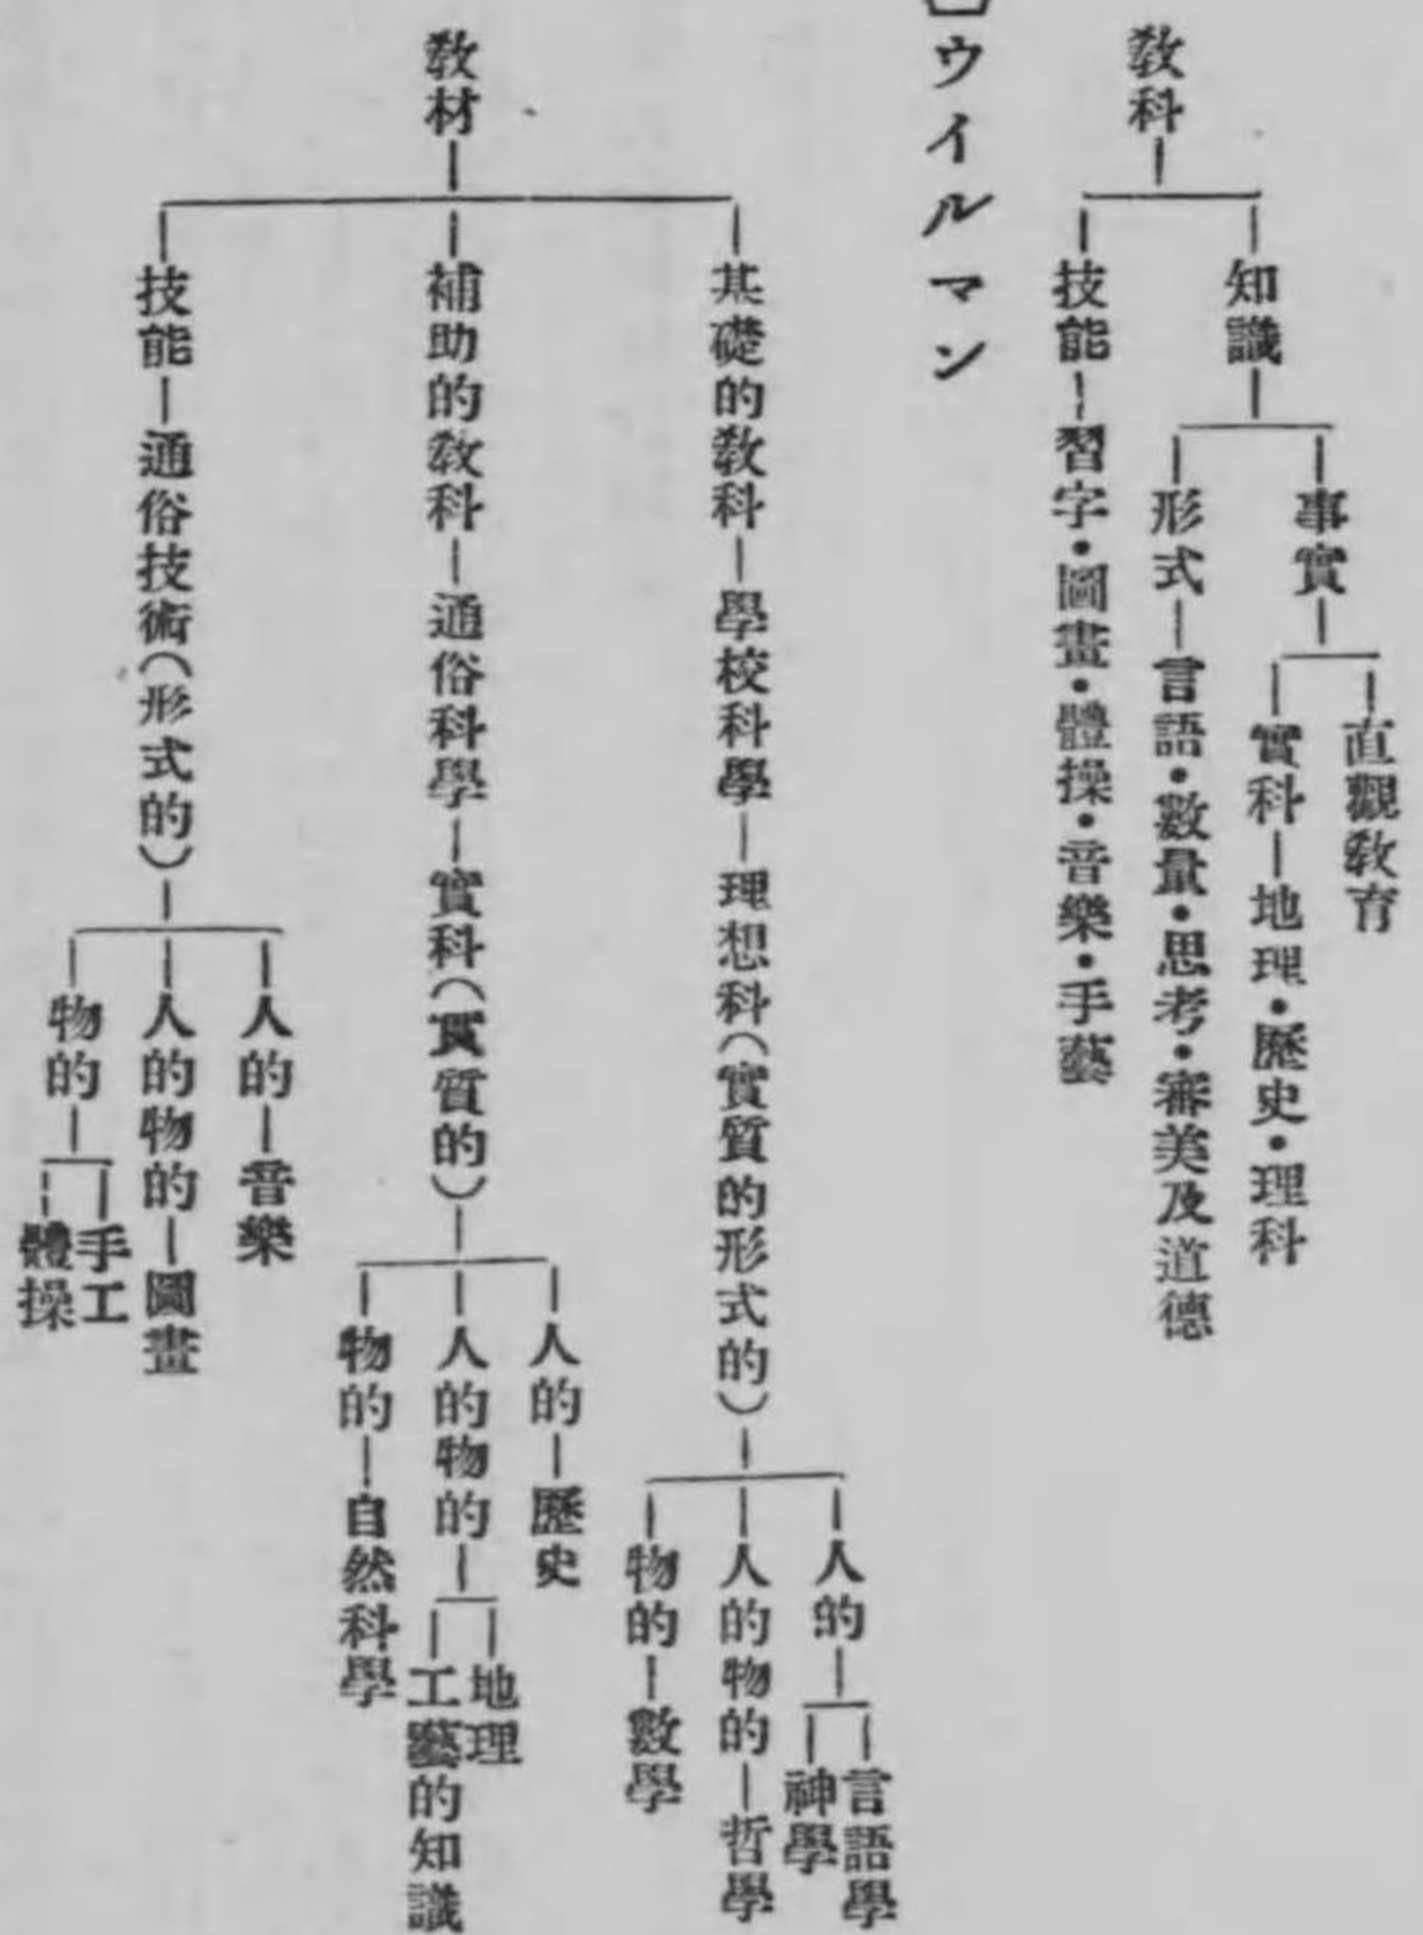 教科
知識
事實
直觀敎育
實科—地理・歷史・理科
形式—言語・數量・思考・審美及道德
技能—習字・圖畫・體操・音樂・手藝
ウイルマン
敎材
基礎的敎科—學校科學—理想科(實質的形式的)
人的
言語學
神學
人的物的—哲學
物的—數學
補助的敎科—通俗科學—實科(實質的)
人的—歷史
人的物的
地理
工藝的知識
物的—自然科學
技能—通俗技術(形式的)
人的—音樂
人的物的—圖畫
物的
手工
體操